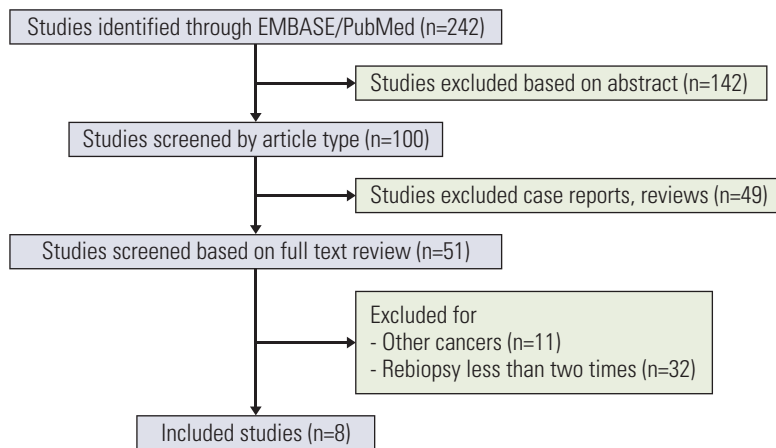 Studies identified through EMBASE/PubMed (n=242)
Studies excluded based on abstract (n=142)
Studies screened by article type (n=100)
Studies excluded case reports, reviews (n=49)
Studies screened based on full text review (n=51)
Excluded for
- Other cancers (n=11)
- Rebiopsy less than two times (n=32)
Included studies (n=8)